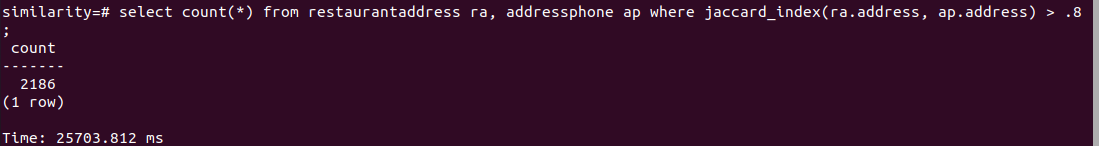 similarity=# select count(*) from restaurantaddress ra, addressphone ap where jaccard_index(ra.address, ap.address) > .8
;
 count
-------
  2186
(1 row)

Time: 25703.812 ms